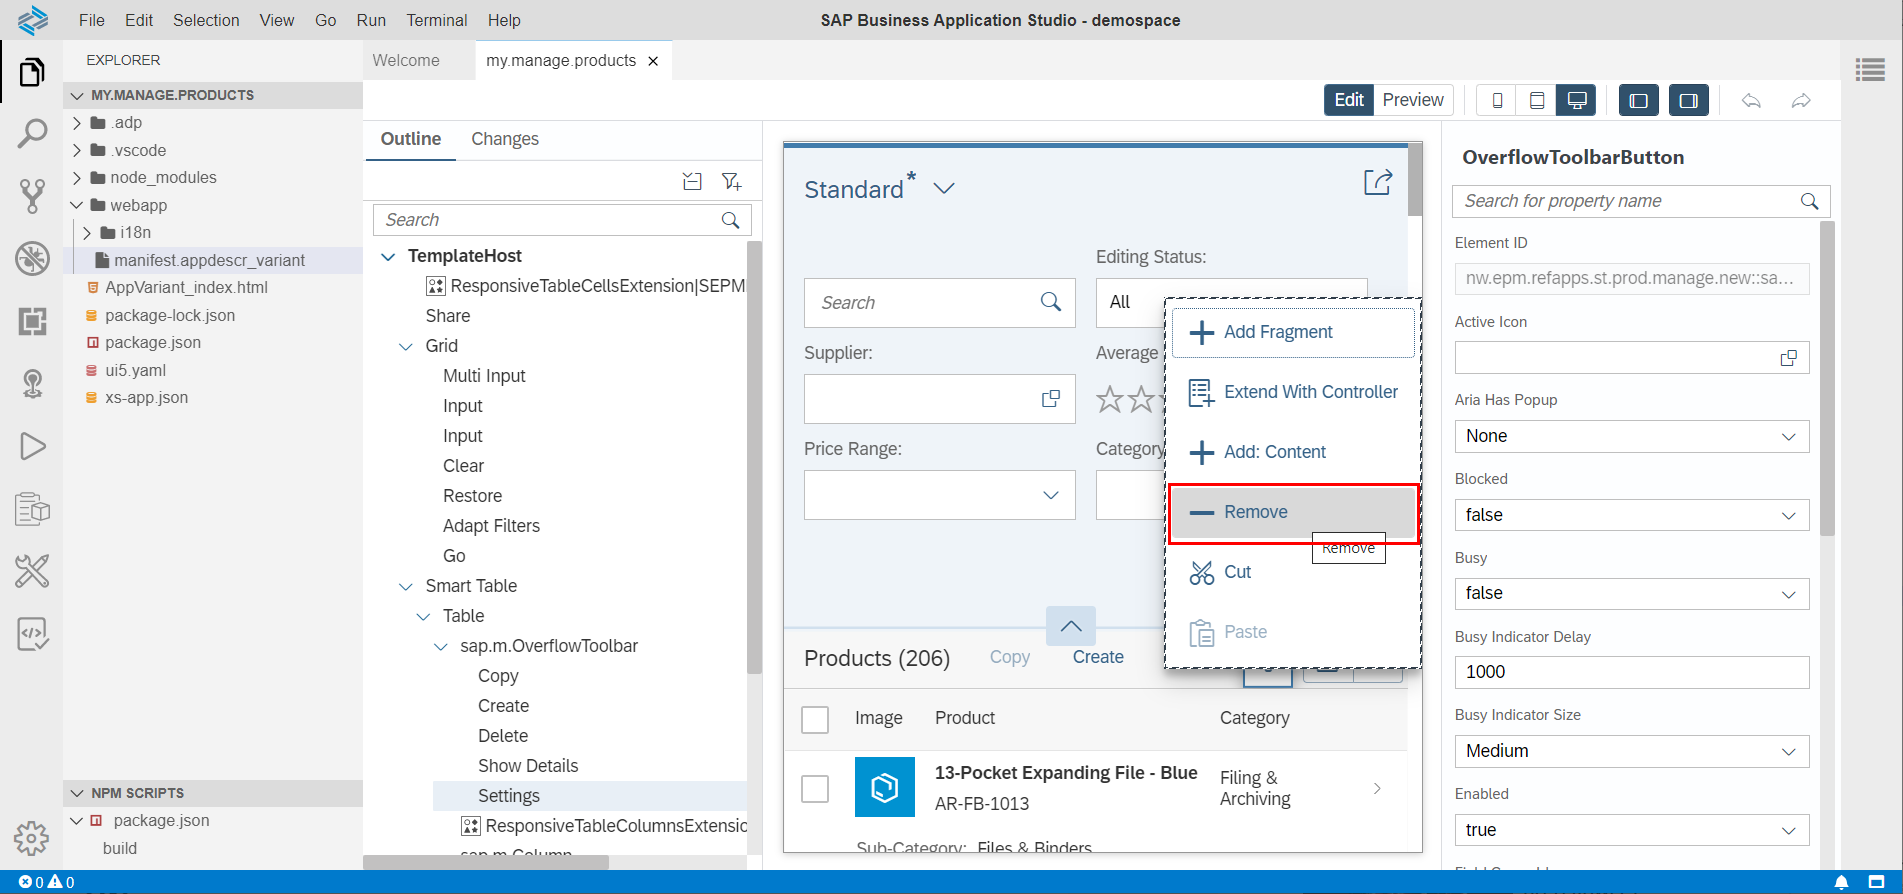 File Edit Selection View Go Run Terminal Help
SAP Business Application Studio - demospace
EXPLORER
MY.MANAGE.PRODUCTS
.adp
.vscode
node_modules
webapp
i18n
manifest.appdescr_variant
AppVariant_index.html
package-lock.json
package.json
ui5.yaml
xs-app.json
NPM SCRIPTS
package.json
build
Welcome
my.manage.products
Edit Preview
Outline Changes
Search
TemplateHost
ResponsiveTableCellsExtension|SEPM
Share
Grid
Multi Input
Input
Input
Clear
Restore
Adapt Filters
Go
Smart Table
Table
sap.m.OverflowToolbar
Copy
Create
Delete
Show Details
Settings
ResponsiveTableColumnsExtensio
sap.m.Column
Standard*
Editing Status:
Search
All
Supplier:
Average
Price Range:
Category
Add Fragment
Extend With Controller
Add: Content
Remove
Remove
Cut
Paste
Products (206)
Copy
Create
Image Product Category
13-Pocket Expanding File - Blue
AR-FB-1013
Filing &
Archiving
Sub-Category: Files & Binders
OverflowToolbarButton
Search for property name
Element ID
nw.epm.refapps.st.prod.manage.new::sa...
Active Icon
Aria Has Popup
None
Blocked
false
Busy
false
Busy Indicator Delay
1000
Busy Indicator Size
Medium
Enabled
true
0 0